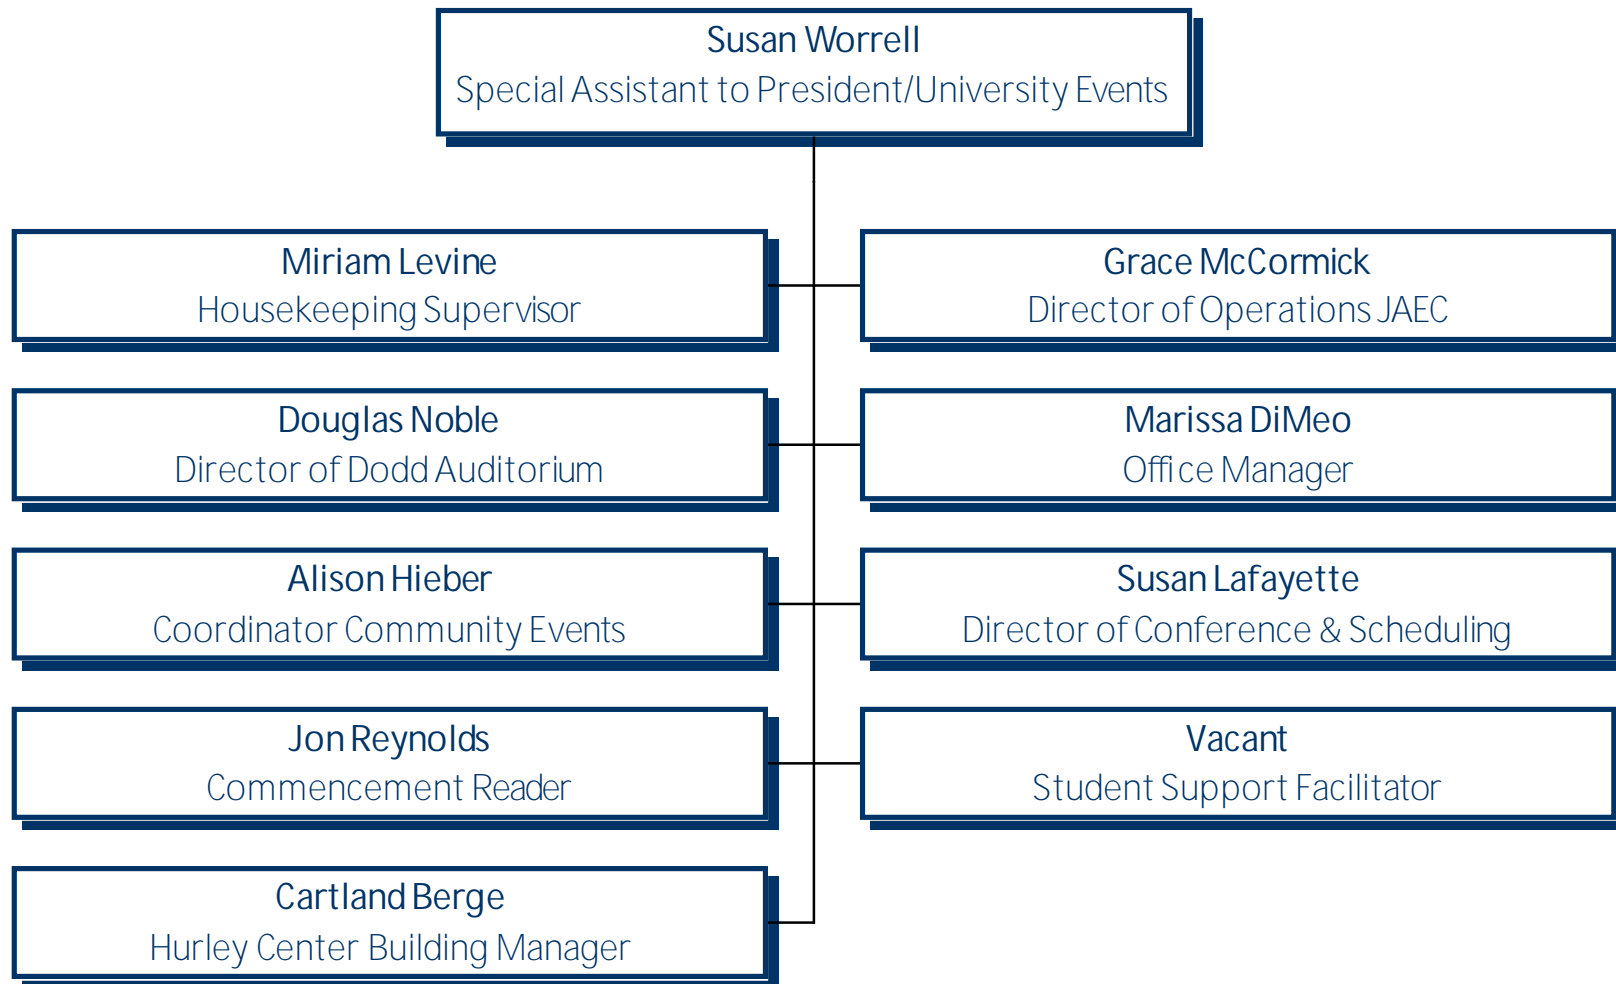 Susan Worrell
Special Assistant to President/University Events
Miriam Levine
Housekeeping Supervisor
Grace McCormick
Director of Operations JAEC
Douglas Noble
Director of Dodd Auditorium
Marissa DiMeo
Office Manager
Alison Hieber
Coordinator Community Events
Susan Lafayette
Director of Conference & Scheduling
Jon Reynolds
Commencement Reader
Vacant
Student Support Facilitator
Cartland Berge
Hurley Center Building Manager